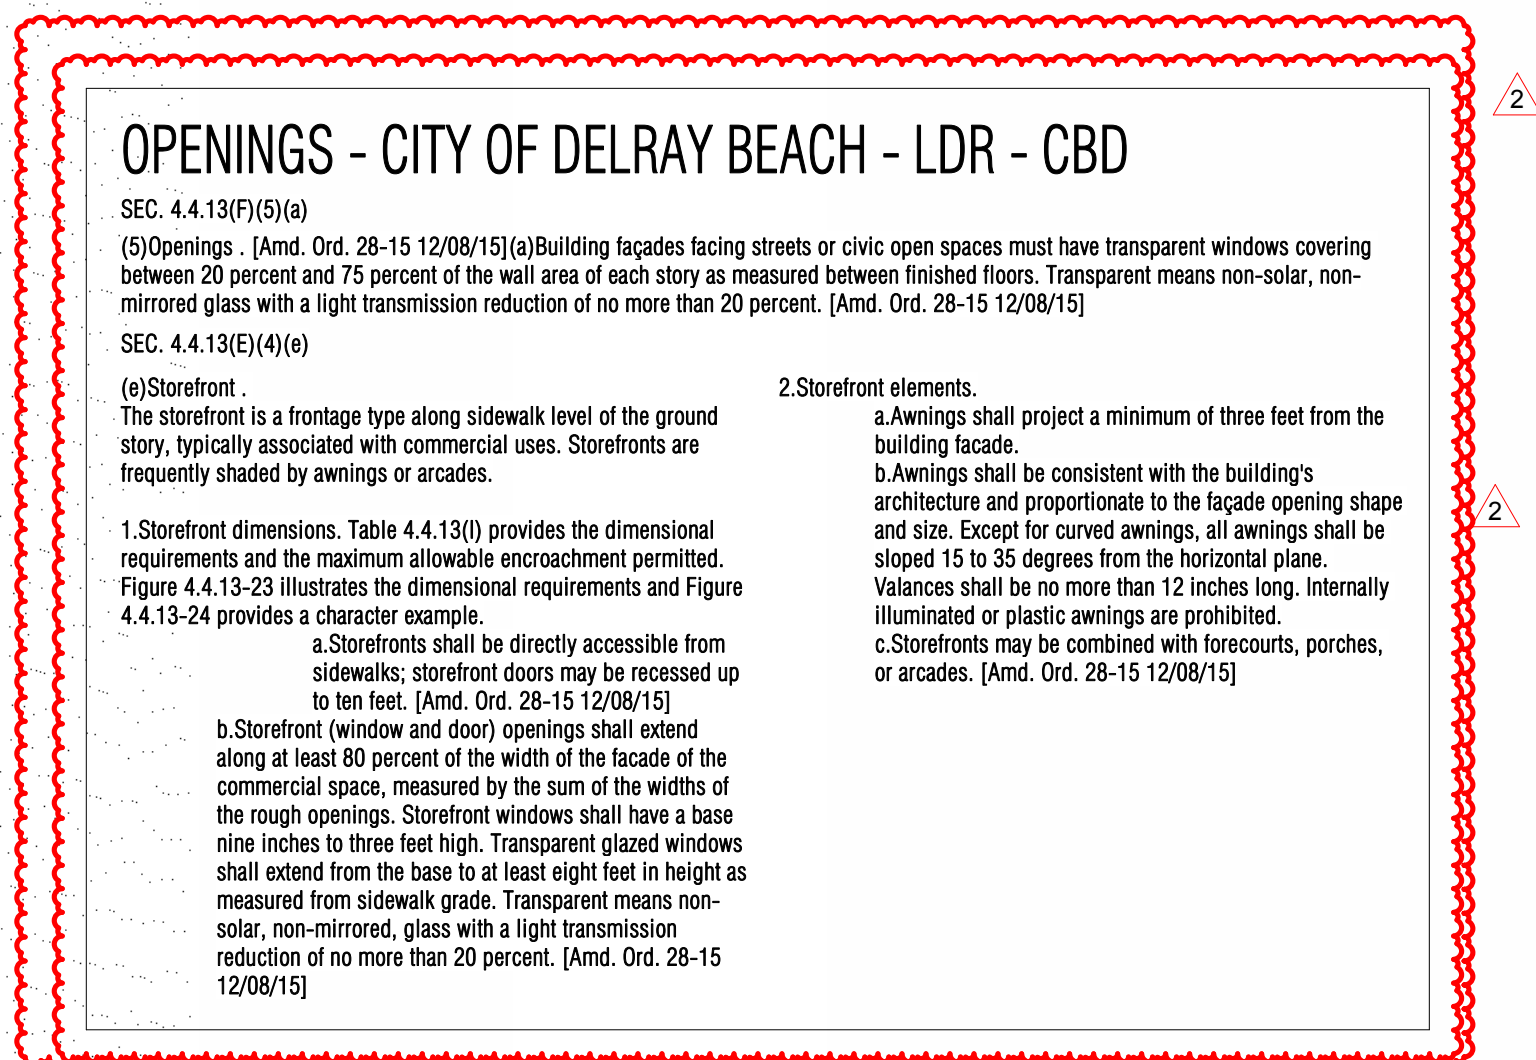 OPENINGS - CITY OF DELRAY BEACH - LDR - CBD
SEC. 4.4.13(F)(5)(a)
(5)Openings . [Amd. Ord. 28-15 12/08/15](a)Building façades facing streets or civic open spaces must have transparent windows covering
between 20 percent and 75 percent of the wall area of each story as measured between finished floors. Transparent means non-solar, non-
mirrored glass with a light transmission reduction of no more than 20 percent. [Amd. Ord. 28-15 12/08/15]
SEC. 4.4.13(E)(4)(e)
(e)Storefront .
The storefront is a frontage type along sidewalk level of the ground
story, typically associated with commercial uses. Storefronts are
frequently shaded by awnings or arcades.
1.Storefront dimensions. Table 4.4.13(I) provides the dimensional
requirements and the maximum allowable encroachment permitted.
Figure 4.4.13-23 illustrates the dimensional requirements and Figure
4.4.13-24 provides a character example.
a.Storefronts shall be directly accessible from
sidewalks; storefront doors may be recessed up
to ten feet. [Amd. Ord. 28-15 12/08/15]
b.Storefront (window and door) openings shall extend
along at least 80 percent of the width of the facade of the
commercial space, measured by the sum of the widths of
the rough openings. Storefront windows shall have a base
nine inches to three feet high. Transparent glazed windows
shall extend from the base to at least eight feet in height as
measured from sidewalk grade. Transparent means non-
solar, non-mirrored, glass with a light transmission
reduction of no more than 20 percent. [Amd. Ord. 28-15
12/08/15]
2.Storefront elements.
a.Awnings shall project a minimum of three feet from the
building facade.
b.Awnings shall be consistent with the building's
architecture and proportionate to the façade opening shape
and size. Except for curved awnings, all awnings shall be
sloped 15 to 35 degrees from the horizontal plane.
Valances shall be no more than 12 inches long. Internally
illuminated or plastic awnings are prohibited.
c.Storefronts may be combined with forecourts, porches,
or arcades. [Amd. Ord. 28-15 12/08/15]
2
2